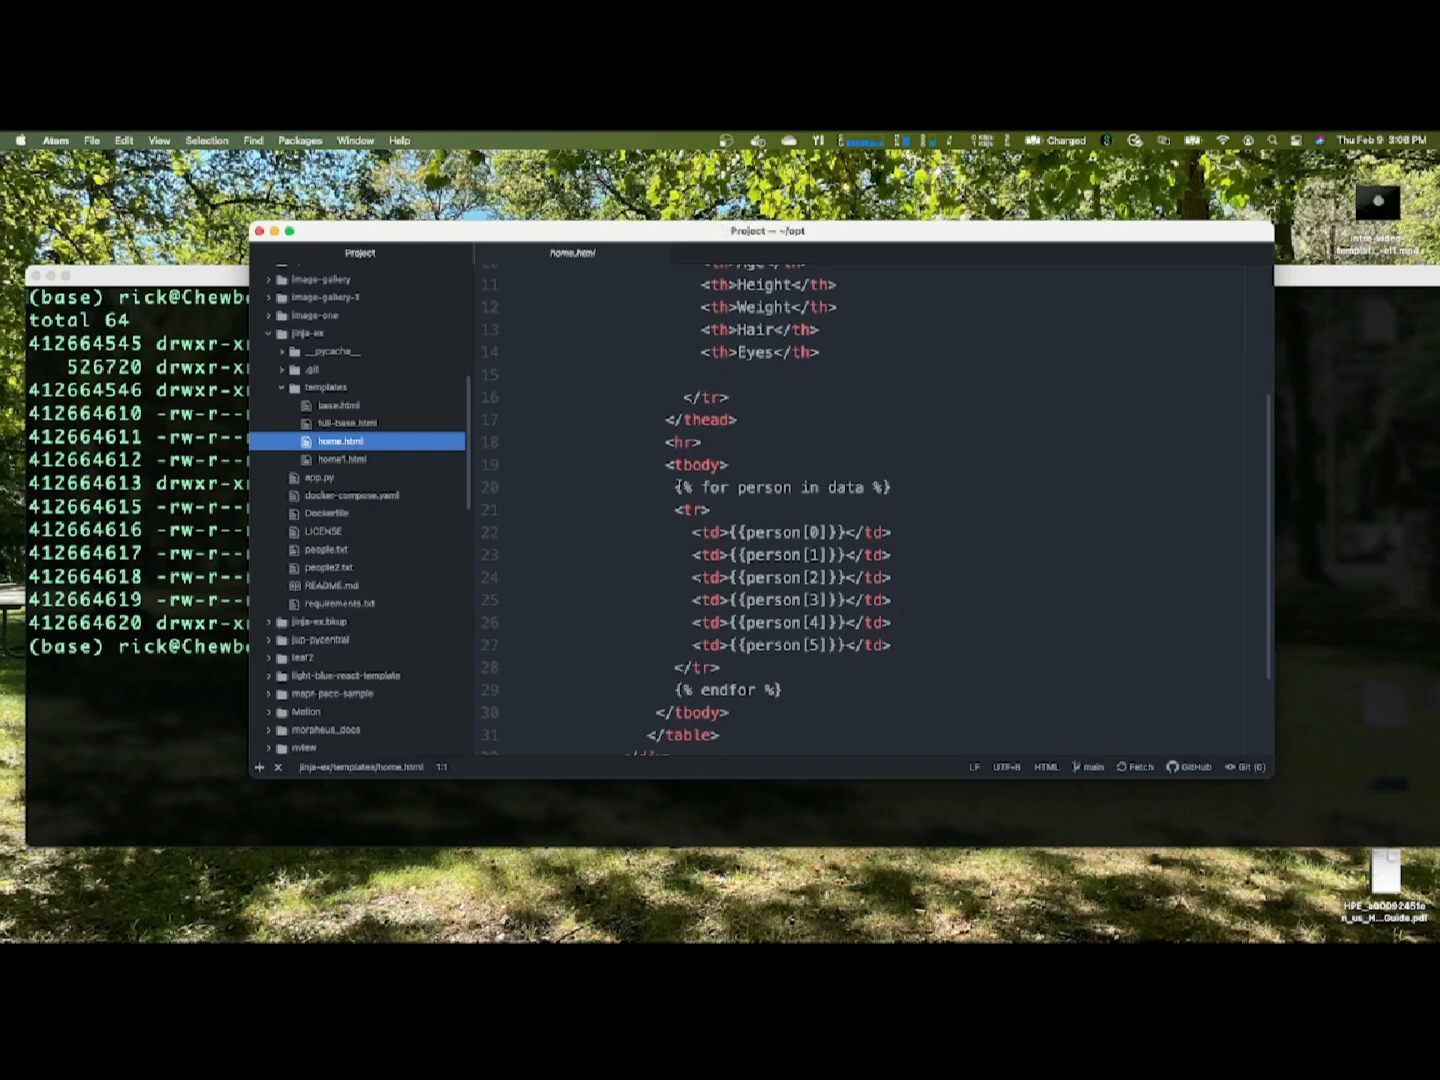 Atom File Edit View Selection Find Packages Window Help Charged Thu Feb 9 3:08 PM
Project — ~/opt
Project
home.html
(base) rick@Chewb
total 64
412664545 drwxr-x
526720 drwxr-x
412664546 drwxr-x
412664610 -rw-r--
412664611 -rw-r--
412664612 -rw-r--
412664613 drwxr-x
412664615 -rw-r--
412664616 -rw-r--
412664617 -rw-r--
412664618 -rw-r--
412664619 -rw-r--
412664620 drwxr-x
(base) rick@Chewb
image-gallery
image-gallery-1
image-one
jinja-ex
__pycache__
.git
templates
base.html
full-base.html
home.html
home1.html
app.py
docker-compose.yaml
Dockerfile
LICENSE
people.txt
people2.txt
README.md
requirements.txt
jinja-ex.bkup
jup-pycentral
leaf2
light-blue-react-template
mapr-pacc-sample
Mellon
morpheus_docs
nview
10 <th>Age</th>
11 <th>Height</th>
12 <th>Weight</th>
13 <th>Hair</th>
14 <th>Eyes</th>
15
16 </tr>
17 </thead>
18 <hr>
19 <tbody>
20 {% for person in data %}
21 <tr>
22 <td>{{person[0]}}</td>
23 <td>{{person[1]}}</td>
24 <td>{{person[2]}}</td>
25 <td>{{person[3]}}</td>
26 <td>{{person[4]}}</td>
27 <td>{{person[5]}}</td>
28 </tr>
29 {% endfor %}
30 </tbody>
31 </table>
jinja-ex/templates/home.html 1:1 LF UTF-8 HTML main Fetch GitHub Git (0)
HPE_a00092451e
n_us_H...Guide.pdf